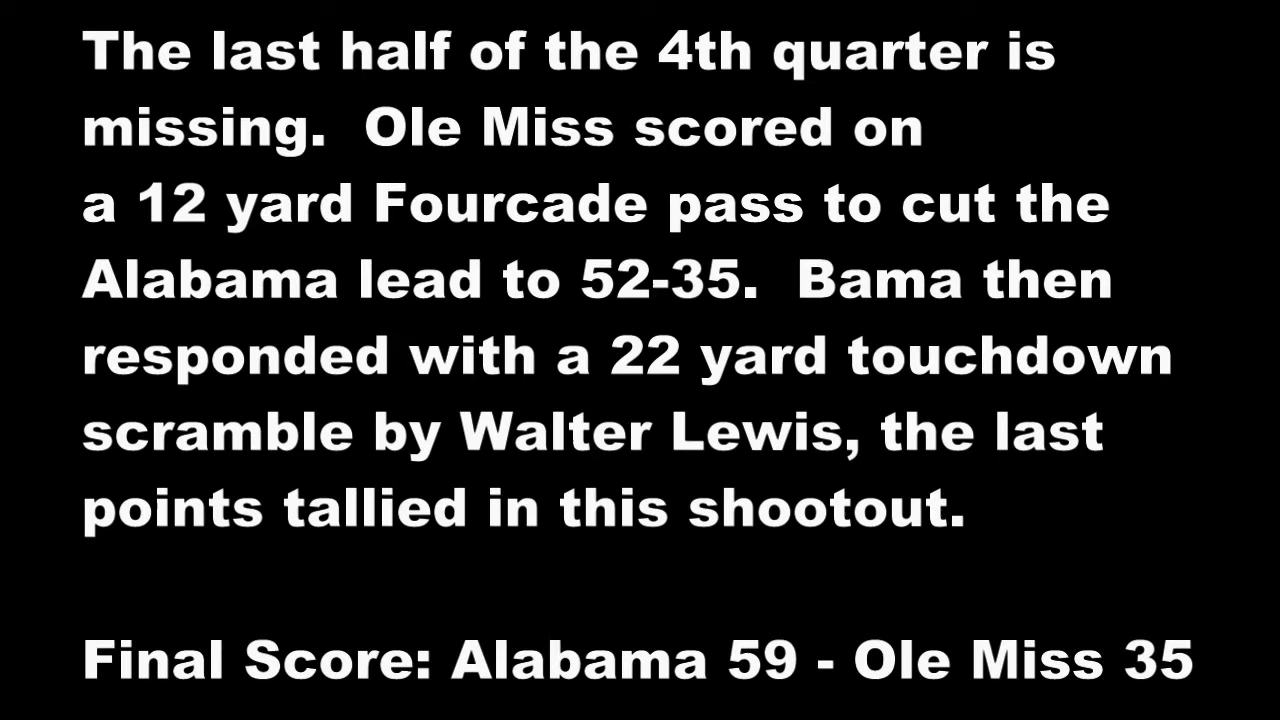 The last half of the 4th quarter is
missing.  Ole Miss scored on
a 12 yard Fourcade pass to cut the
Alabama lead to 52-35.  Bama then
responded with a 22 yard touchdown
scramble by Walter Lewis, the last
points tallied in this shootout.
Final Score: Alabama 59 - Ole Miss 35